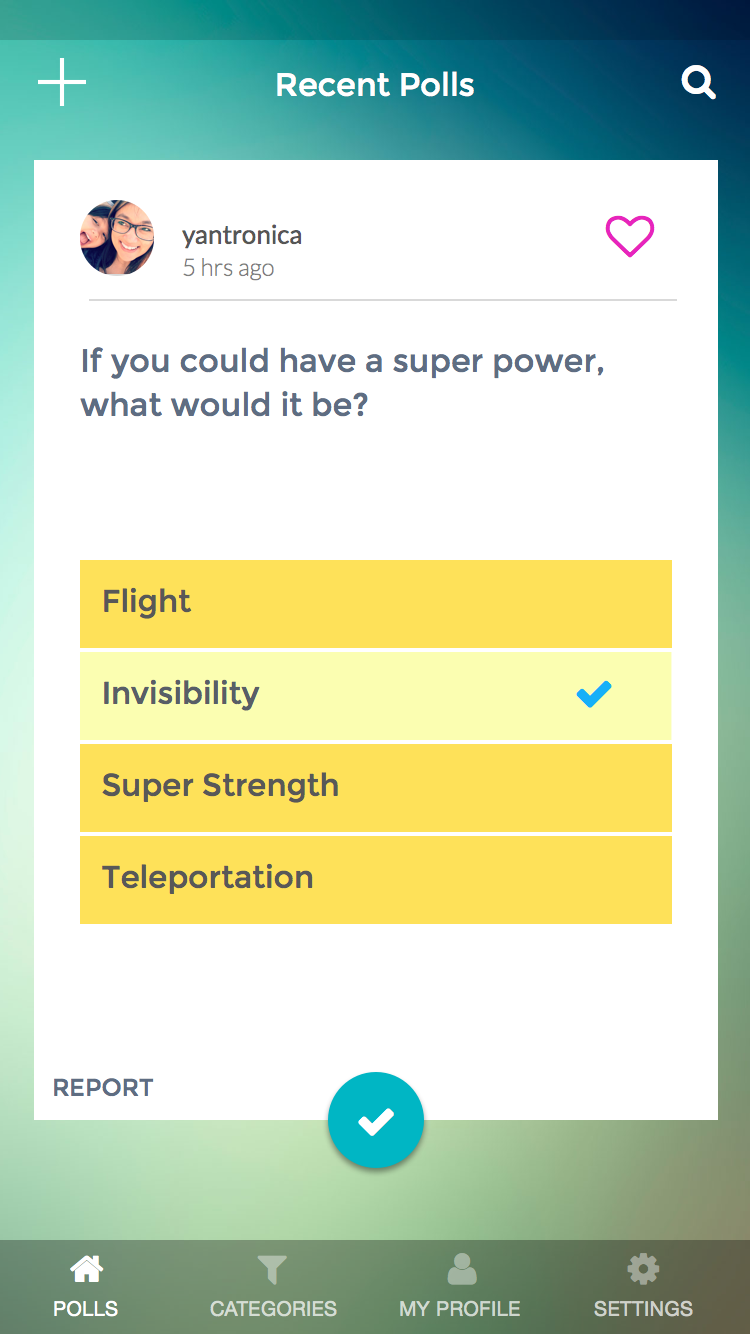 Recent Polls
yantronica
5 hrs ago
If you could have a super power,
what would it be?
Flight
Invisibility
Super Strength
Teleportation
REPORT
POLLS
CATEGORIES
MY PROFILE
SETTINGS